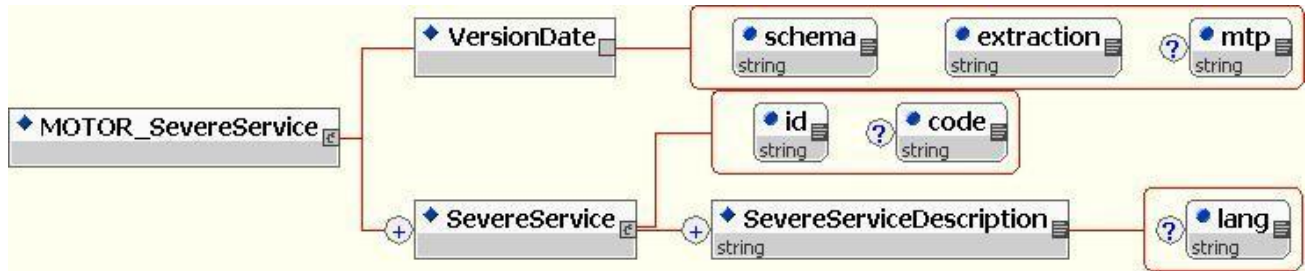 VersionDate
schema
string
extraction
string
?
mtp
string
MOTOR_SevereService
id
string
?
code
string
+
SevereService
+
SevereServiceDescription
string
?
lang
string